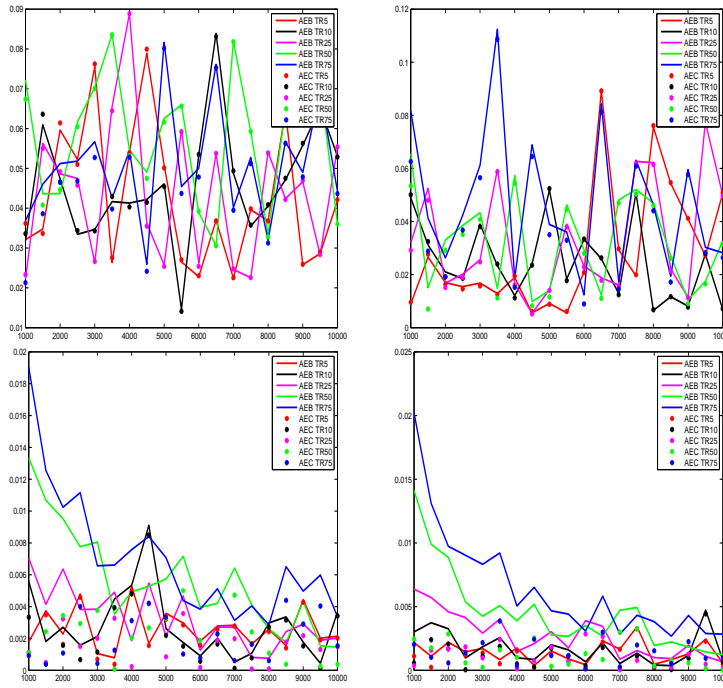 0.09
0.08
0.07
0.06
0.05
0.04
0.03
0.02
0.01
1000 2000 3000 4000 5000 6000 7000 8000 9000 10000
AEB TR5
AEB TR10
AEB TR25
AEB TR50
AEB TR75
AEC TR5
AEC TR10
AEC TR25
AEC TR50
AEC TR75
0.12
0.1
0.08
0.06
0.04
0.02
0
1000 2000 3000 4000 5000 6000 7000 8000 9000 1000
AEB TR5
AEB TR10
AEB TR25
AEB TR50
AEB TR75
AEC TR5
AEC TR10
AEC TR25
AEC TR50
AEC TR75
0.02
0.018
0.016
0.014
0.012
0.01
0.008
0.006
0.004
0.002
0
1000 2000 3000 4000 5000 6000 7000 8000 9000 10000
AEB TR5
AEB TR10
AEB TR25
AEB TR50
AEB TR75
AEC TR5
AEC TR10
AEC TR25
AEC TR50
AEC TR75
0.025
0.02
0.015
0.01
0.005
0
1000 2000 3000 4000 5000 6000 7000 8000 9000 1000
AEB TR5
AEB TR10
AEB TR25
AEB TR50
AEB TR75
AEC TR5
AEC TR10
AEC TR25
AEC TR50
AEC TR75